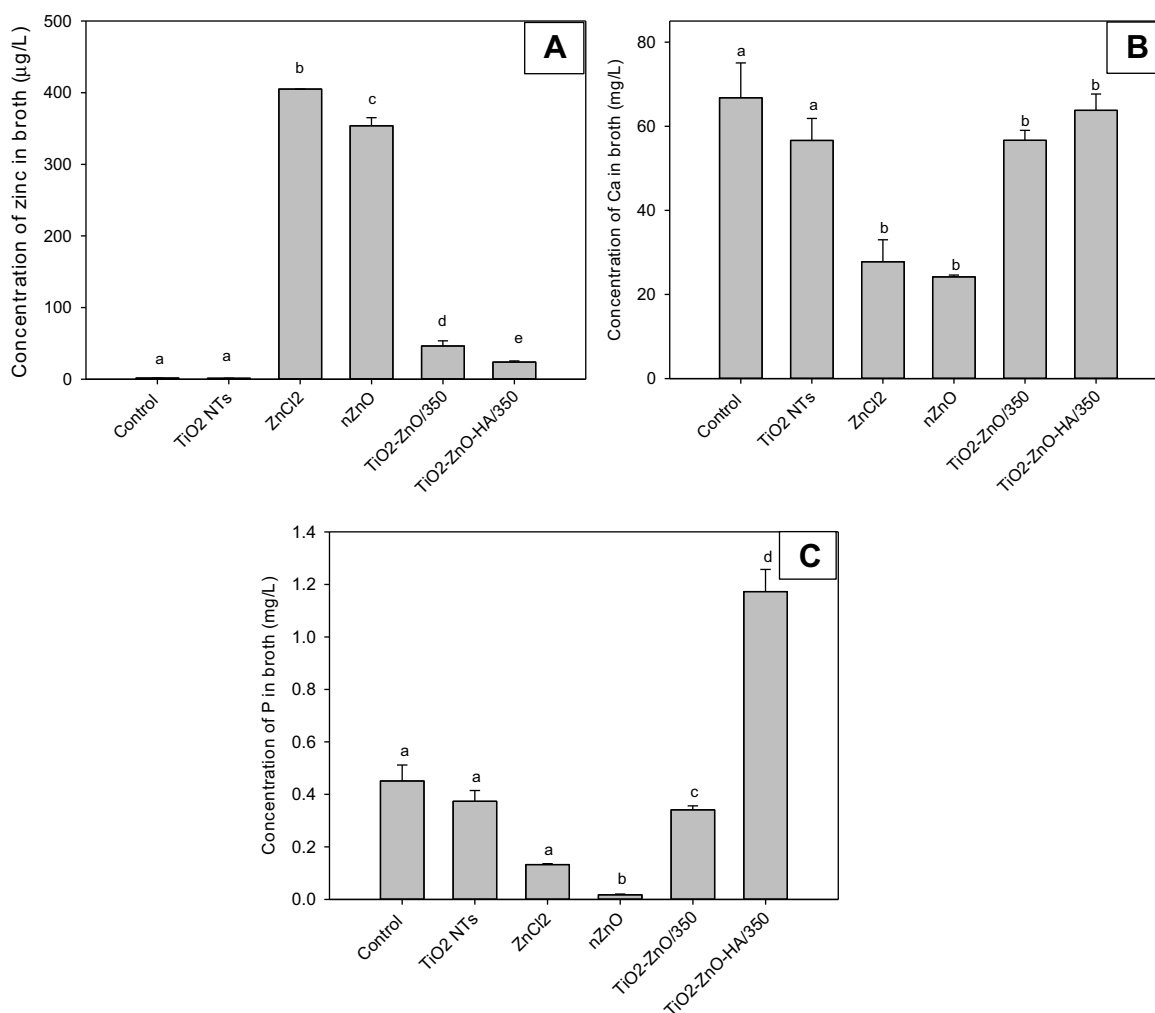 A
Concentration of zinc in broth (µg/L)
500
400
300
200
100
0
a
a
b
c
d
e
Control
TiO2 NTs
ZnCl2
nZnO
TiO2-ZnO/350
TiO2-ZnO-HA/350
B
Concentration of Ca in broth (mg/L)
80
60
40
20
0
a
a
b
b
b
b
Control
TiO2 NTs
ZnCl2
nZnO
TiO2-ZnO/350
TiO2-ZnO-HA/350
C
Concentration of P in broth (mg/L)
1.4
1.2
1.0
0.8
0.6
0.4
0.2
0.0
a
a
a
b
c
d
Control
TiO2 NTs
ZnCl2
nZnO
TiO2-ZnO/350
TiO2-ZnO-HA/350